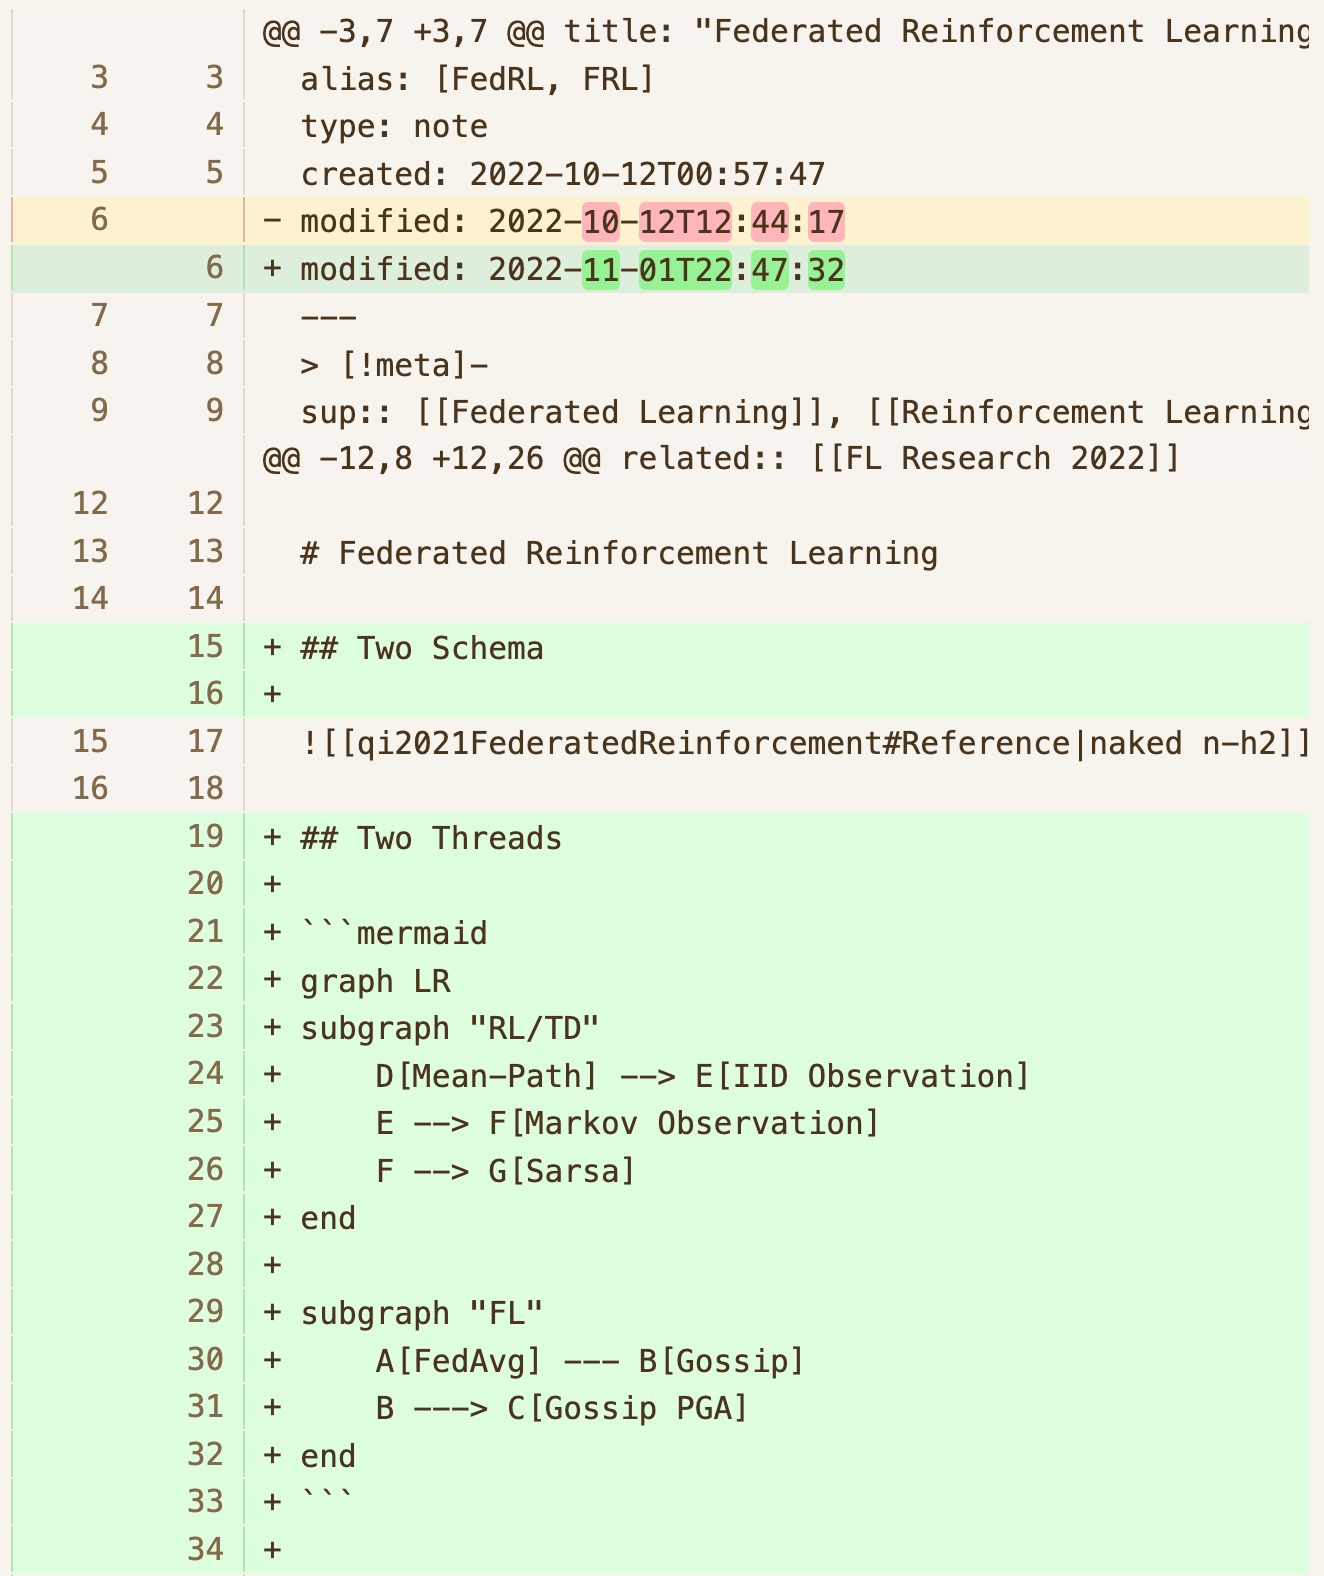 @@ -3,7 +3,7 @@ title: "Federated Reinforcement Learning
3 3 alias: [FedRL, FRL]
4 4 type: note
5 5 created: 2022-10-12T00:57:47
6 - modified: 2022-10-12T12:44:17
6 + modified: 2022-11-01T22:47:32
7 7 ---
8 8 > [!meta]-
9 9 sup:: [[Federated Learning]], [[Reinforcement Learning
@@ -12,8 +12,26 @@ related:: [[FL Research 2022]]
12 12
13 13 # Federated Reinforcement Learning
14 14
15 + ## Two Schema
16 +
15 17 ![[qi2021FederatedReinforcement#Reference|naked n-h2]]
16 18
19 + ## Two Threads
20 +
21 + ```mermaid
22 + graph LR
23 + subgraph "RL/TD"
24 +     D[Mean-Path] --> E[IID Observation]
25 +     E --> F[Markov Observation]
26 +     F --> G[Sarsa]
27 + end
28 +
29 + subgraph "FL"
30 +     A[FedAvg] --- B[Gossip]
31 +     B ---> C[Gossip PGA]
32 + end
33 + ```
34 +